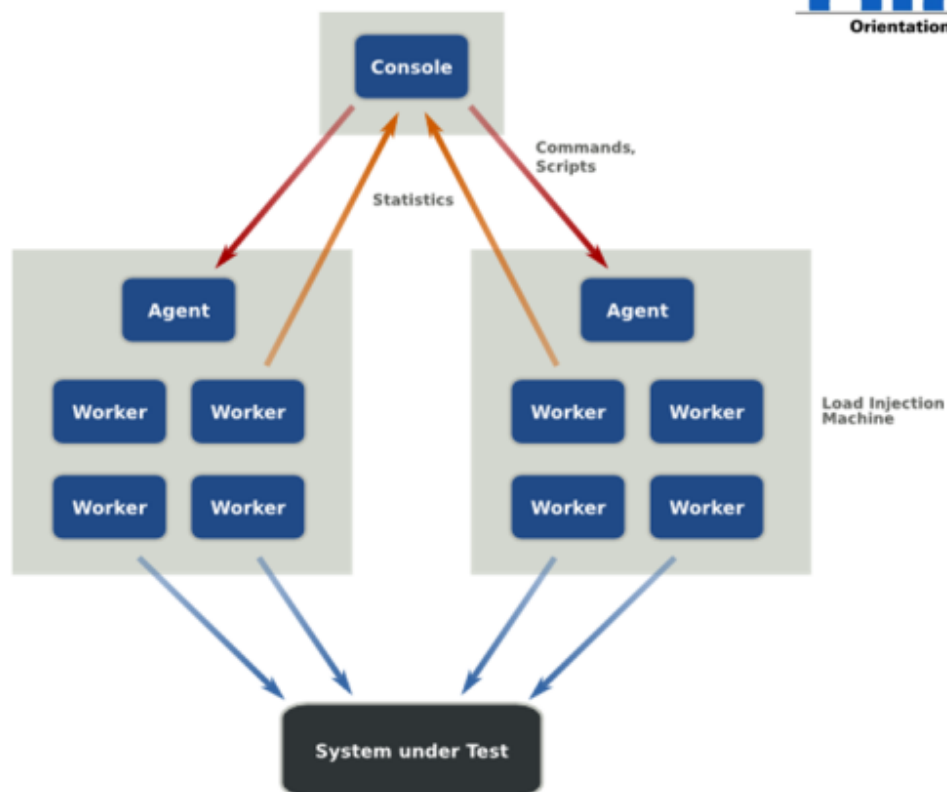 Orientation
Console
Commands,
Scripts
Statistics
Agent
Agent
Worker
Worker
Worker
Worker
Load Injection
Machine
Worker
Worker
Worker
Worker
System under Test